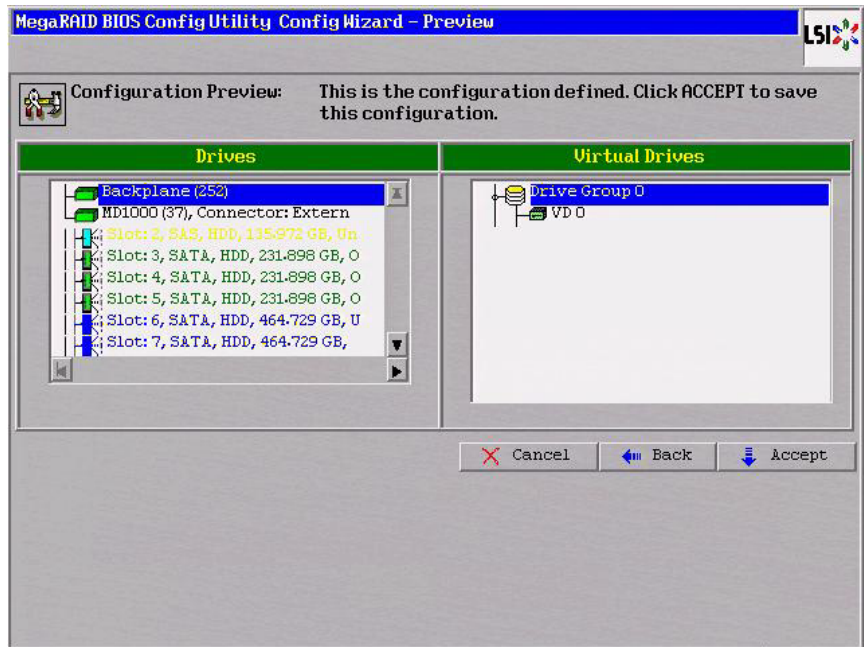 MegaRAID BIOS Config Utility Config Wizard – Preview
LSI
Configuration Preview: This is the configuration defined. Click ACCEPT to save
this configuration.
Drives
Backplane (252)
MD1000 (37), Connector: Extern
Slot: 2, SAS, HDD, 135.972 GB, Un
Slot: 3, SATA, HDD, 231.898 GB, O
Slot: 4, SATA, HDD, 231.898 GB, O
Slot: 5, SATA, HDD, 231.898 GB, O
Slot: 6, SATA, HDD, 464.729 GB, U
Slot: 7, SATA, HDD, 464.729 GB,
Virtual Drives
Drive Group 0
VD 0
Cancel
Back
Accept